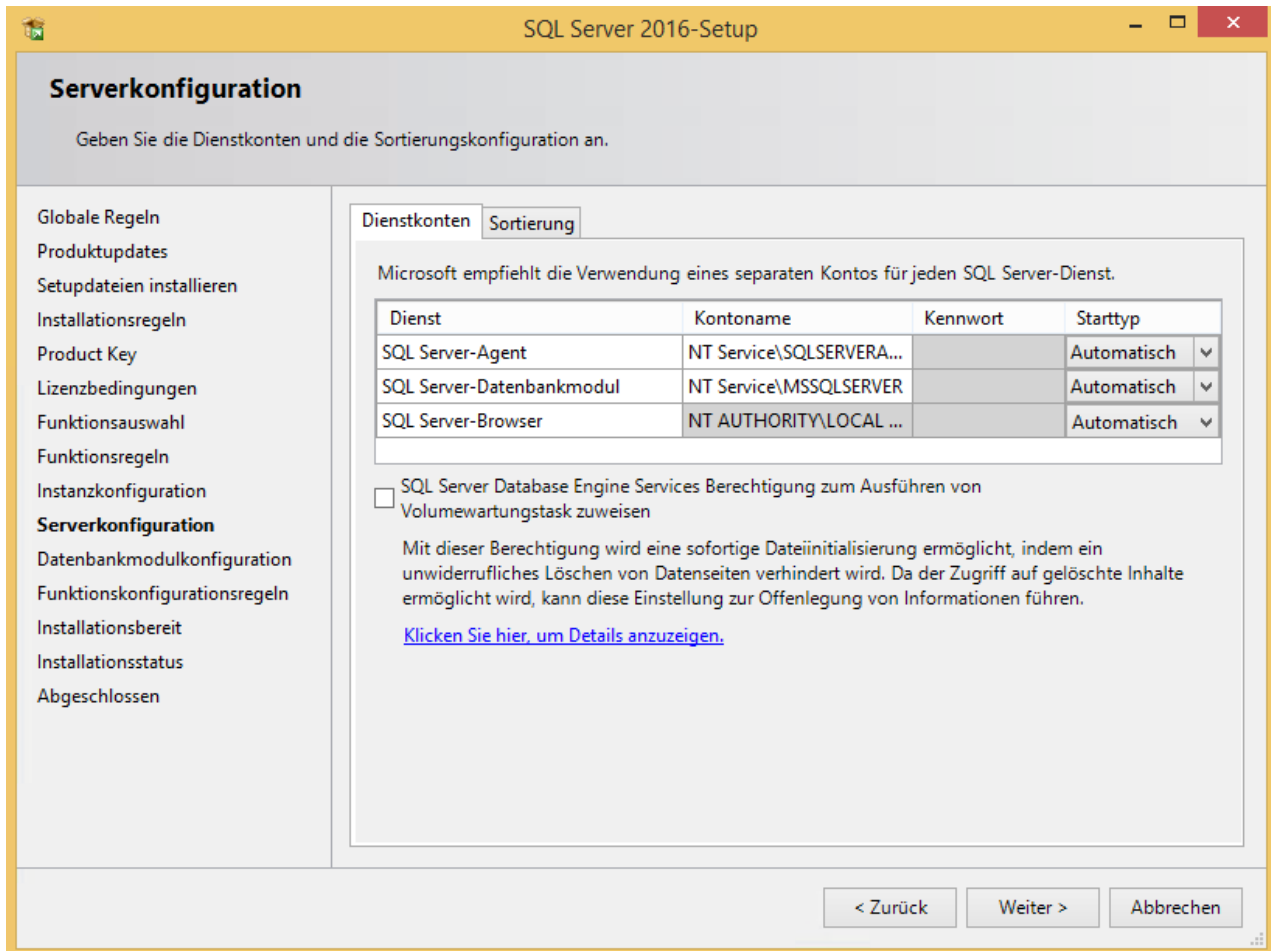 SQL Server 2016-Setup
Serverkonfiguration
Geben Sie die Dienstkonten und die Sortierungskonfiguration an.
Globale Regeln
Produktupdates
Setupdateien installieren
Installationsregeln
Product Key
Lizenzbedingungen
Funktionsauswahl
Funktionsregeln
Instanzkonfiguration
Serverkonfiguration
Datenbankmodulkonfiguration
Funktionskonfigurationsregeln
Installationsbereit
Installationsstatus
Abgeschlossen
Dienstkonten Sortierung
Microsoft empfiehlt die Verwendung eines separaten Kontos für jeden SQL Server-Dienst.
Dienst Kontoname Kennwort Starttyp
SQL Server-Agent NT Service\SQLSERVERA... Automatisch
SQL Server-Datenbankmodul NT Service\MSSQLSERVER Automatisch
SQL Server-Browser NT AUTHORITY\LOCAL ... Automatisch
SQL Server Database Engine Services Berechtigung zum Ausführen von
Volumewartungstask zuweisen
Mit dieser Berechtigung wird eine sofortige Dateiinitialisierung ermöglicht, indem ein
unwiderrufliches Löschen von Datenseiten verhindert wird. Da der Zugriff auf gelöschte Inhalte
ermöglicht wird, kann diese Einstellung zur Offenlegung von Informationen führen.
Klicken Sie hier, um Details anzuzeigen.
< Zurück Weiter > Abbrechen